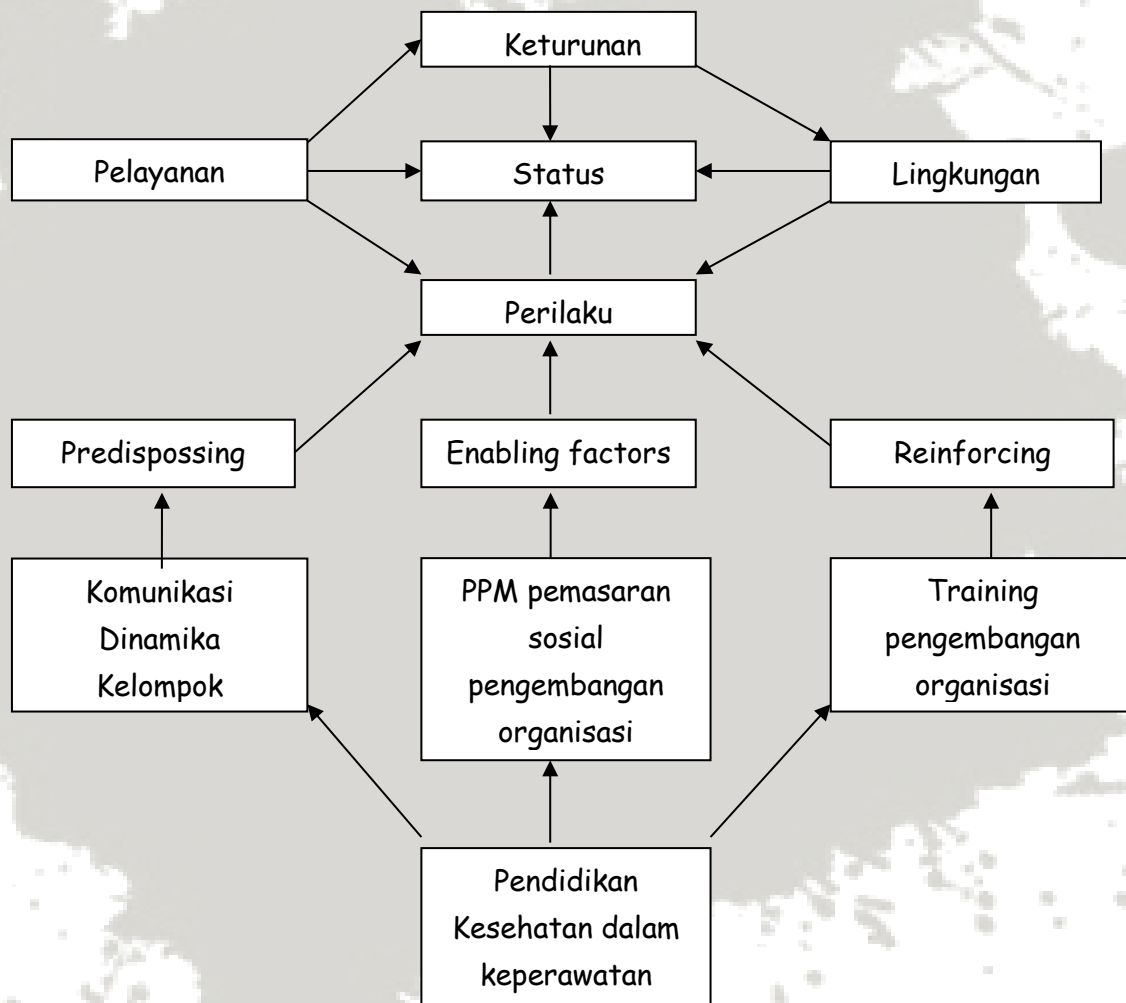 Keturunan
Pelayanan
Status
Lingkungan
Perilaku
Predispossing
Enabling factors
Reinforcing
Komunikasi
Dinamika
Kelompok
PPM pemasaran
sosial
pengembangan
organisasi
Training
pengembangan
organisasi
Pendidikan
Kesehatan dalam
keperawatan